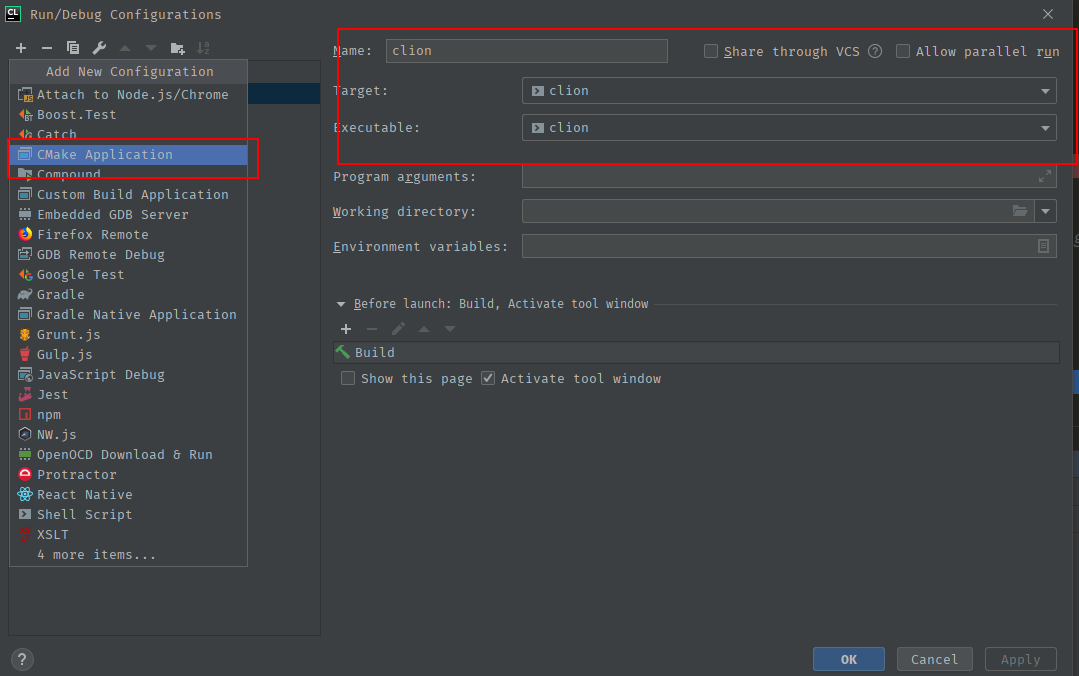 CL Run/Debug Configurations
Add New Configuration
Attach to Node.js/Chrome
Boost.Test
Catch
CMake Application
Compound
Custom Build Application
Embedded GDB Server
Firefox Remote
GDB Remote Debug
Google Test
Gradle
Gradle Native Application
Grunt.js
Gulp.js
JavaScript Debug
Jest
npm
NW.js
OpenOCD Download & Run
Protractor
React Native
Shell Script
XSLT
4 more items...
Name: clion Share through VCS ? Allow parallel run
Target: clion
Executable: clion
Program arguments:
Working directory:
Environment variables:
Before launch: Build, Activate tool window
Build
Show this page Activate tool window
? OK Cancel Apply